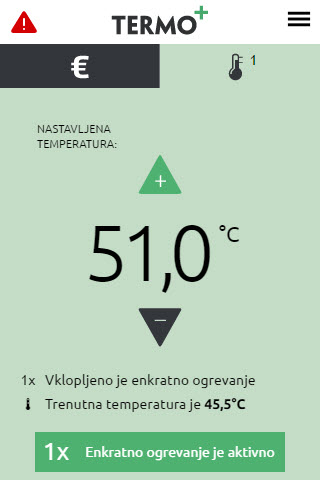 TERMO+
€
1
NASTAVLJENA
TEMPERATURA:
+
51,0 °C
–
1x Vklopljeno je enkratno ogrevanje
Trenutna temperatura je 45,5°C
1x Enkratno ogrevanje je aktivno